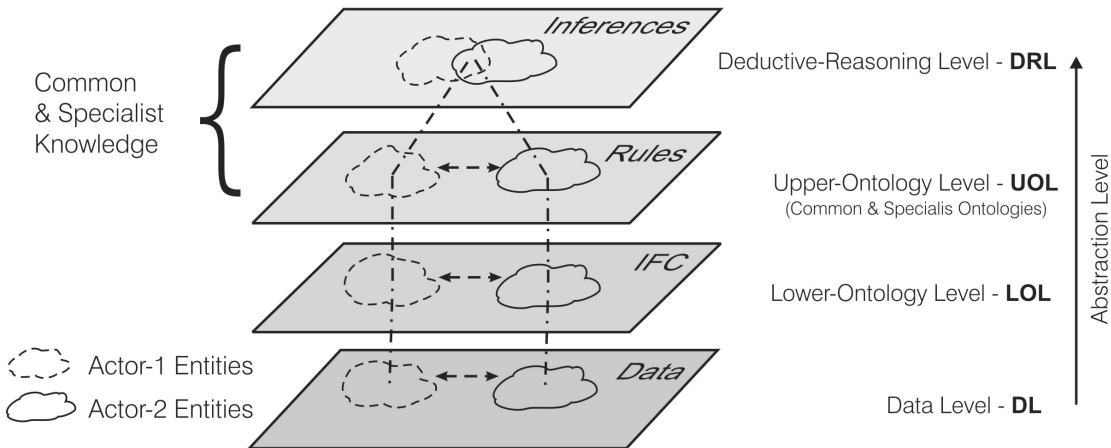 Inferences
Deductive-Reasoning Level - DRL
Common
& Specialist
Knowledge
Rules
Upper-Ontology Level - UOL
(Common & Specialis Ontologies)
IFC
Lower-Ontology Level - LOL
Abstraction Level
Actor-1 Entities
Actor-2 Entities
Data
Data Level - DL